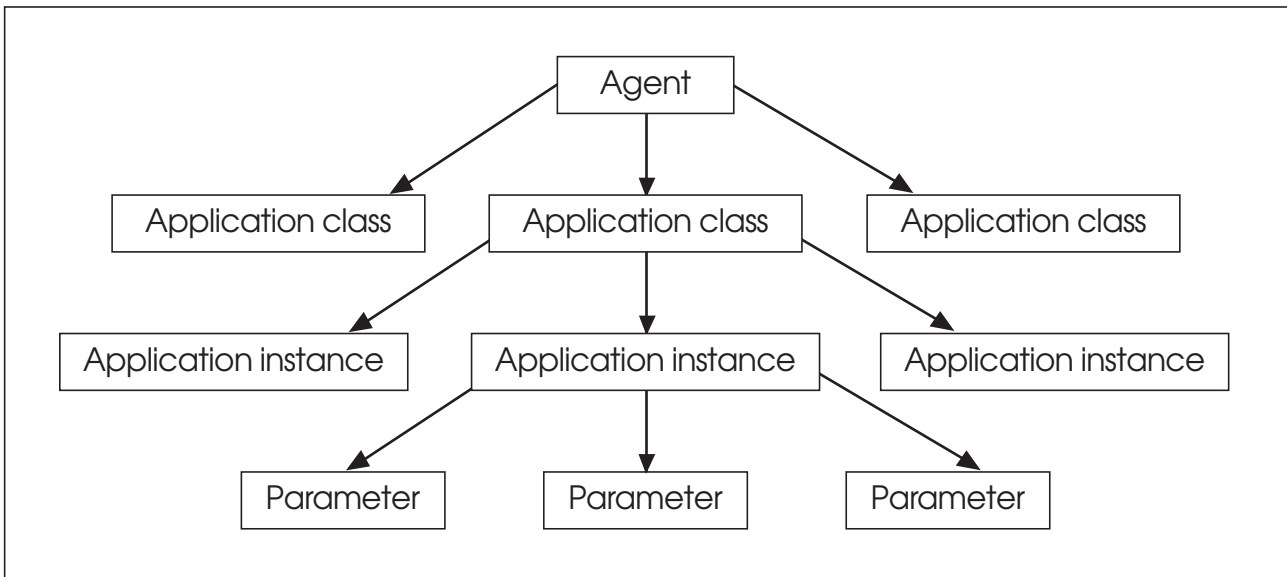 Agent
Application class
Application class
Application class
Application instance
Application instance
Application instance
Parameter
Parameter
Parameter